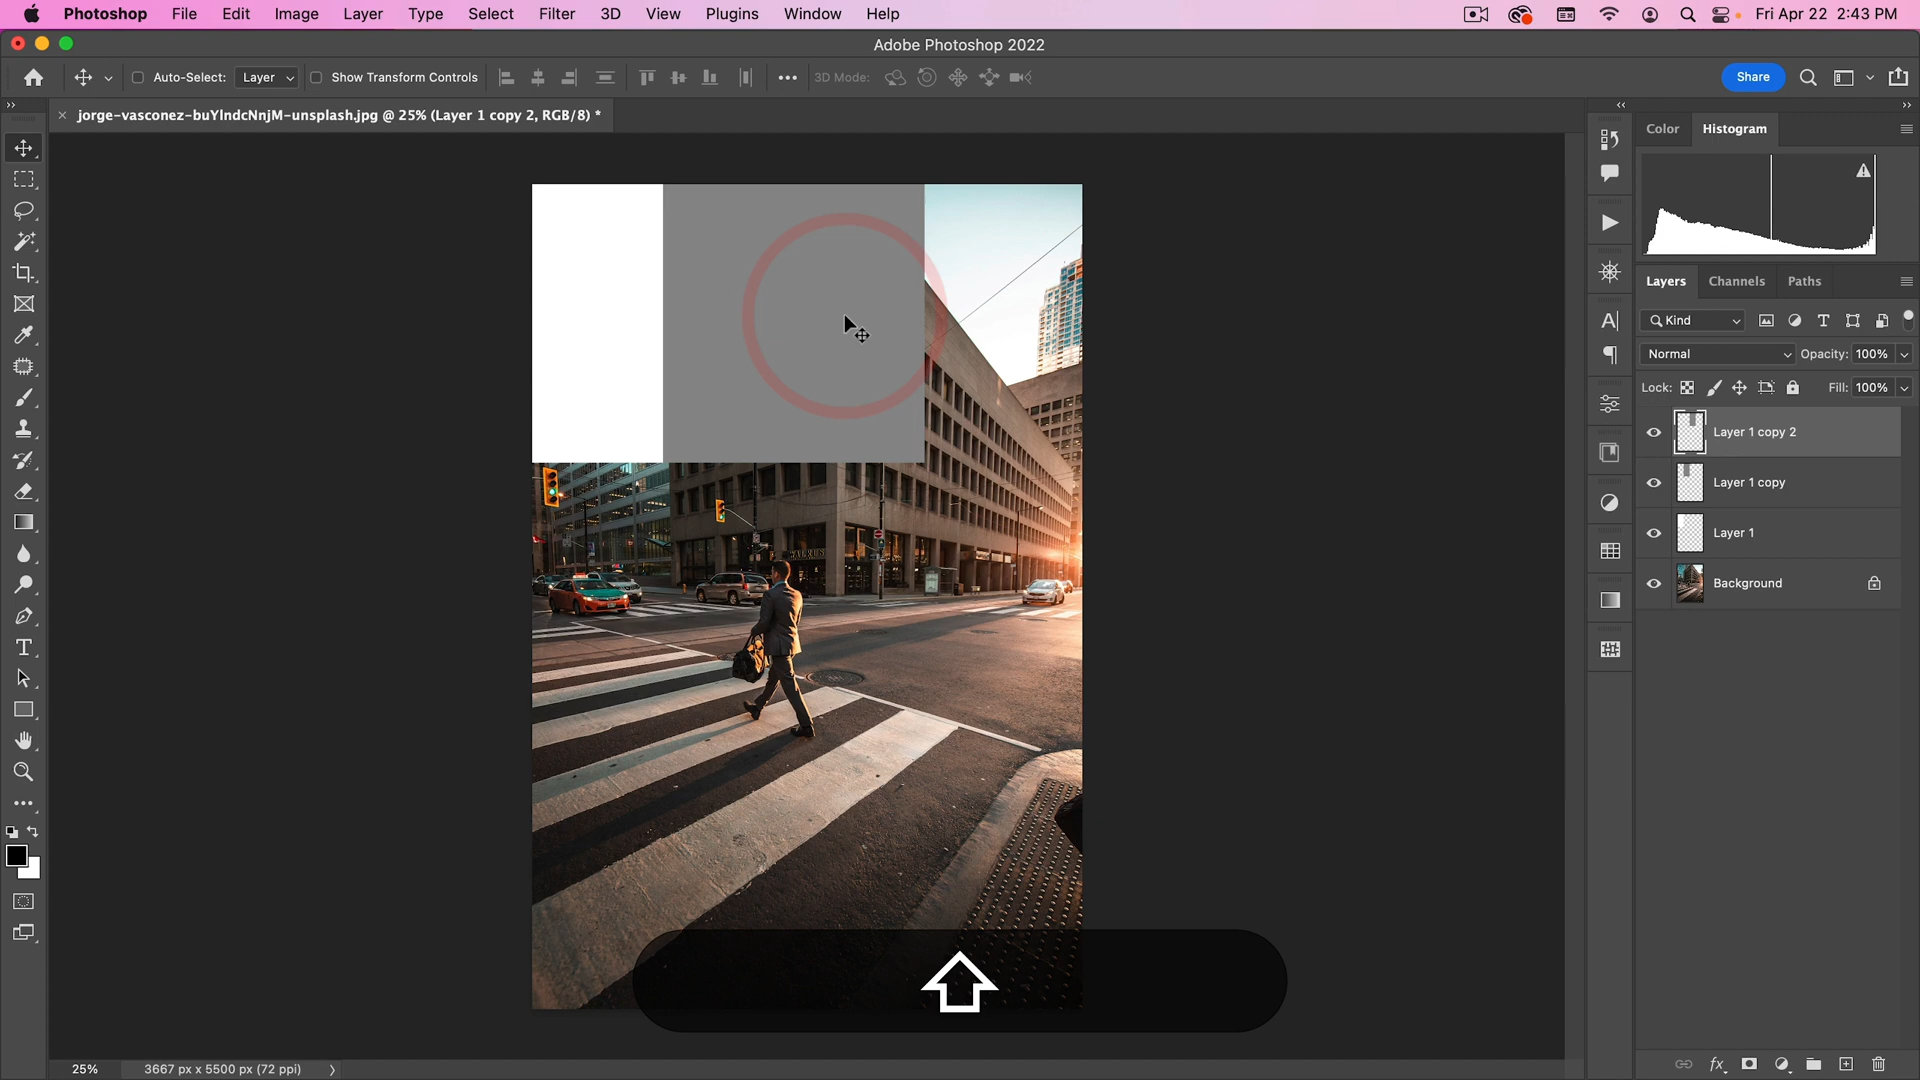 Photoshop File Edit Image Layer Type Select Filter 3D View Plugins Window Help Fri Apr 22 2:43 PM
Adobe Photoshop 2022
Auto-Select: Layer Show Transform Controls 3D Mode: Share
jorge-vasconez-buYlndcNnjM-unsplash.jpg @ 25% (Layer 1 copy 2, RGB/8) *
Color Histogram
Layers Channels Paths
Kind
Normal Opacity: 100%
Lock: Fill: 100%
Layer 1 copy 2
Layer 1 copy
Layer 1
Background
25% 3667 px x 5500 px (72 ppi)